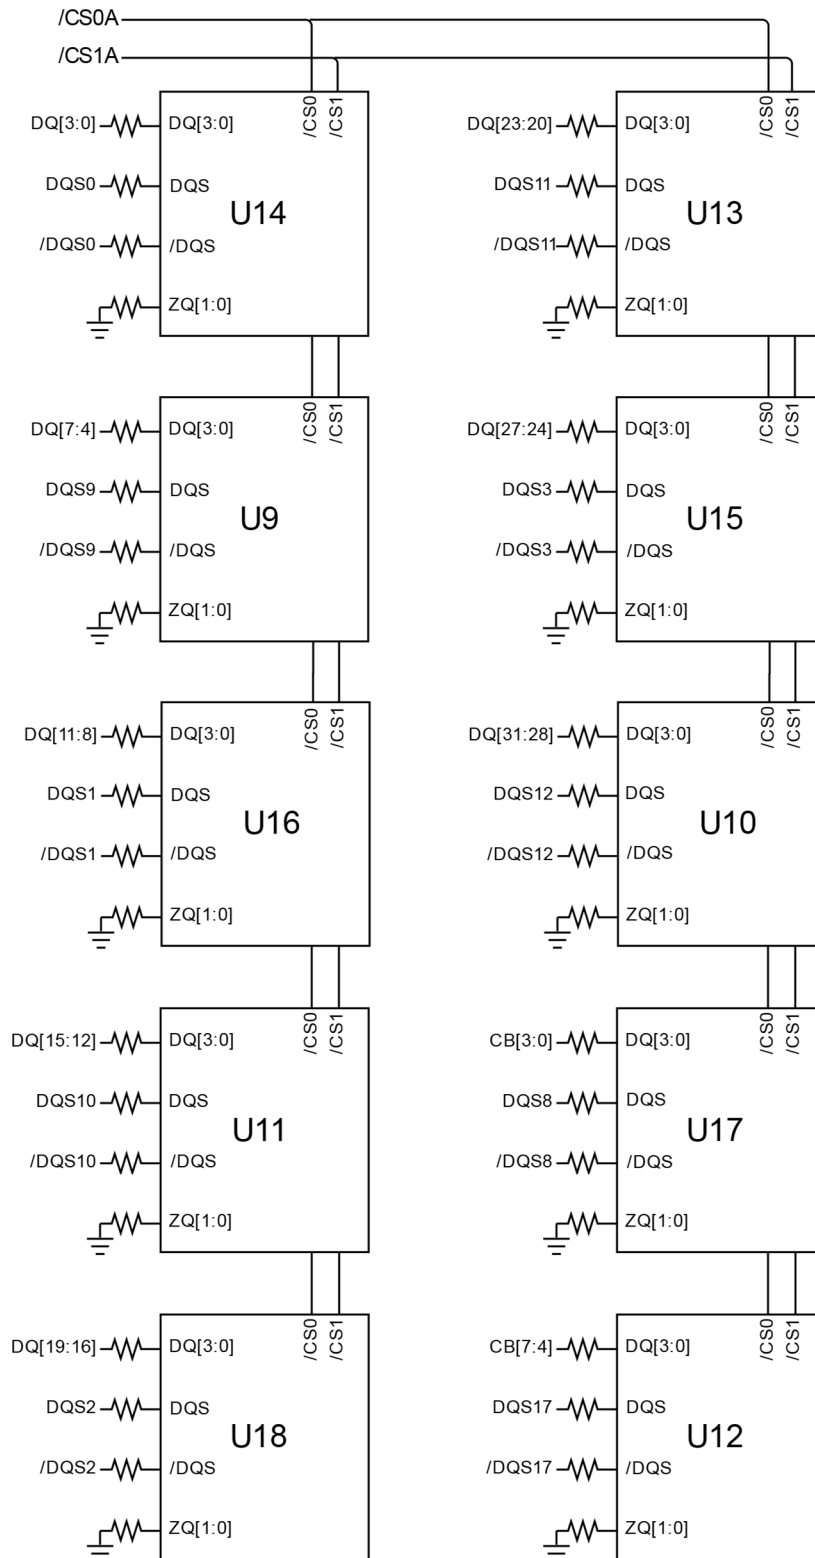 /CS0A
/CS1A
DQ[3:0] DQ[3:0] /CS0 /CS1
DQS0 DQS
U14
/DQS0 /DQS
ZQ[1:0]
DQ[7:4] DQ[3:0] /CS0 /CS1
DQS9 DQS
U9
/DQS9 /DQS
ZQ[1:0]
DQ[11:8] DQ[3:0] /CS0 /CS1
DQS1 DQS
U16
/DQS1 /DQS
ZQ[1:0]
DQ[15:12] DQ[3:0] /CS0 /CS1
DQS10 DQS
U11
/DQS10 /DQS
ZQ[1:0]
DQ[19:16] DQ[3:0] /CS0 /CS1
DQS2 DQS
U18
/DQS2 /DQS
ZQ[1:0]
DQ[23:20] DQ[3:0] /CS0 /CS1
DQS11 DQS
U13
/DQS11 /DQS
ZQ[1:0]
DQ[27:24] DQ[3:0] /CS0 /CS1
DQS3 DQS
U15
/DQS3 /DQS
ZQ[1:0]
DQ[31:28] DQ[3:0] /CS0 /CS1
DQS12 DQS
U10
/DQS12 /DQS
ZQ[1:0]
CB[3:0] DQ[3:0] /CS0 /CS1
DQS8 DQS
U17
/DQS8 /DQS
ZQ[1:0]
CB[7:4] DQ[3:0] /CS0 /CS1
DQS17 DQS
U12
/DQS17 /DQS
ZQ[1:0]